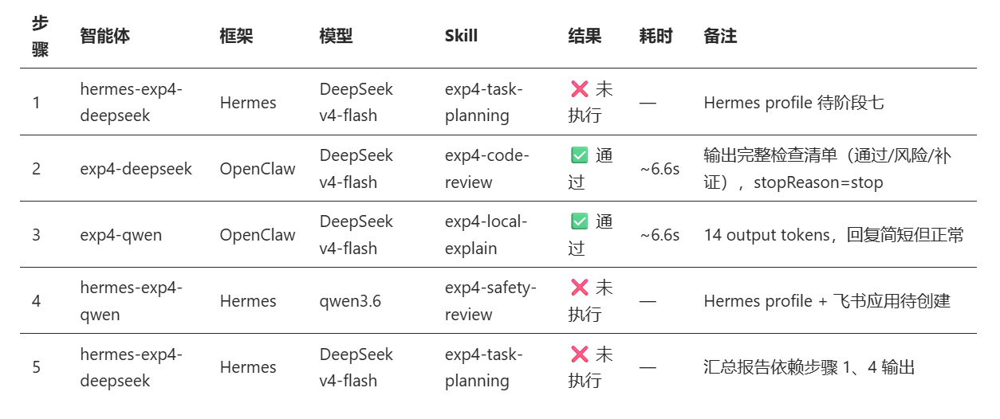 步骤 智能体 框架 模型 Skill 结果 耗时 备注
1 hermes-exp4-deepseek Hermes DeepSeek v4-flash exp4-task-planning ❌ 未执行 — Hermes profile 待阶段七
2 exp4-deepseek OpenClaw DeepSeek v4-flash exp4-code-review ✅ 通过 ~6.6s 输出完整检查清单（通过/风险/补证），stopReason=stop
3 exp4-qwen OpenClaw DeepSeek v4-flash exp4-local-explain ✅ 通过 ~6.6s 14 output tokens，回复简短但正常
4 hermes-exp4-qwen Hermes qwen3.6 exp4-safety-review ❌ 未执行 — Hermes profile + 飞书应用待创建
5 hermes-exp4-deepseek Hermes DeepSeek v4-flash exp4-task-planning ❌ 未执行 — 汇总报告依赖步骤 1、4 输出